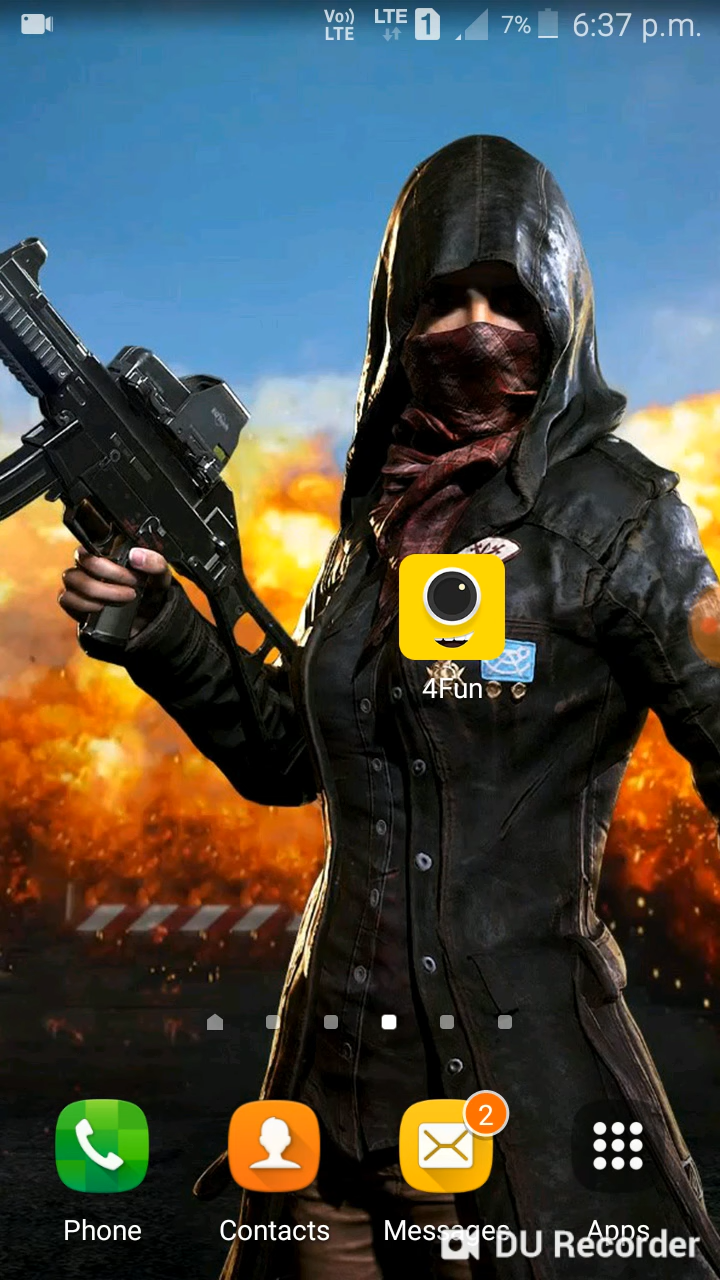 Vo)) LTE LTE 1 7% 6:37 p.m.
4Fun
2
Phone Contacts Messages Apps
DU Recorder